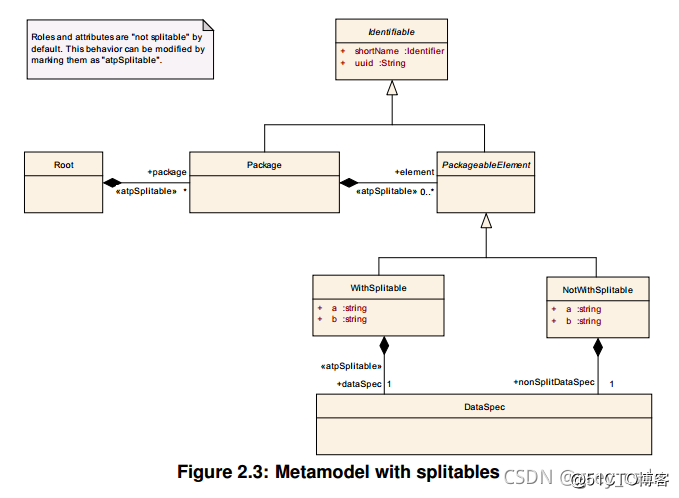 Roles and attributes are "not splitable" by
default. This behavior can be modified by
marking them as "atpSplitable".
Identifiable
+ shortName :Identifier
+ uuid :String
Root
+package
«atpSplitable» *
Package
+element
«atpSplitable» 0..*
PackageableElement
WithSplitable
+ a :string
+ b :string
NotWithSplitable
+ a :string
+ b :string
«atpSplitable»
+dataSpec 1
+nonSplitDataSpec 1
DataSpec
Figure 2.3: Metamodel with splitables
CSDN
@51CTO博客